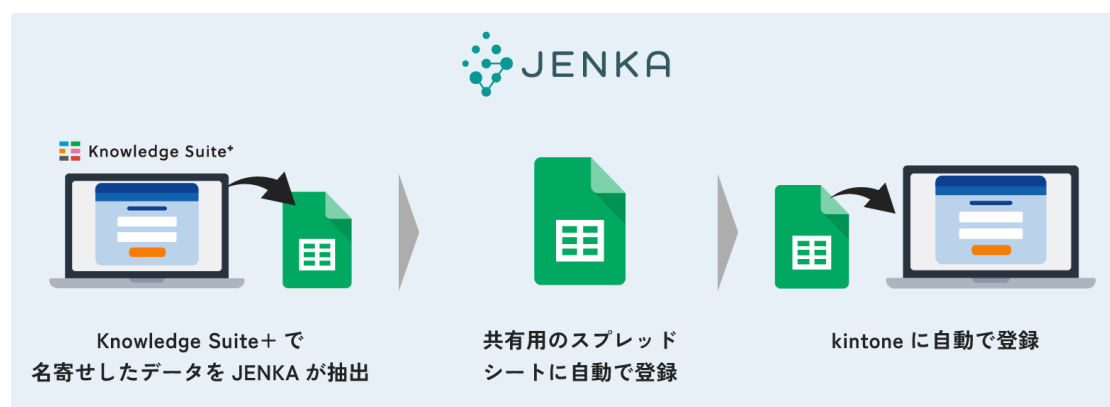 JENKA
Knowledge Suite+
Knowledge Suite+ で
名寄せしたデータを JENKA が抽出
共有用のスプレッド
シートに自動で登録
kintone に自動で登録